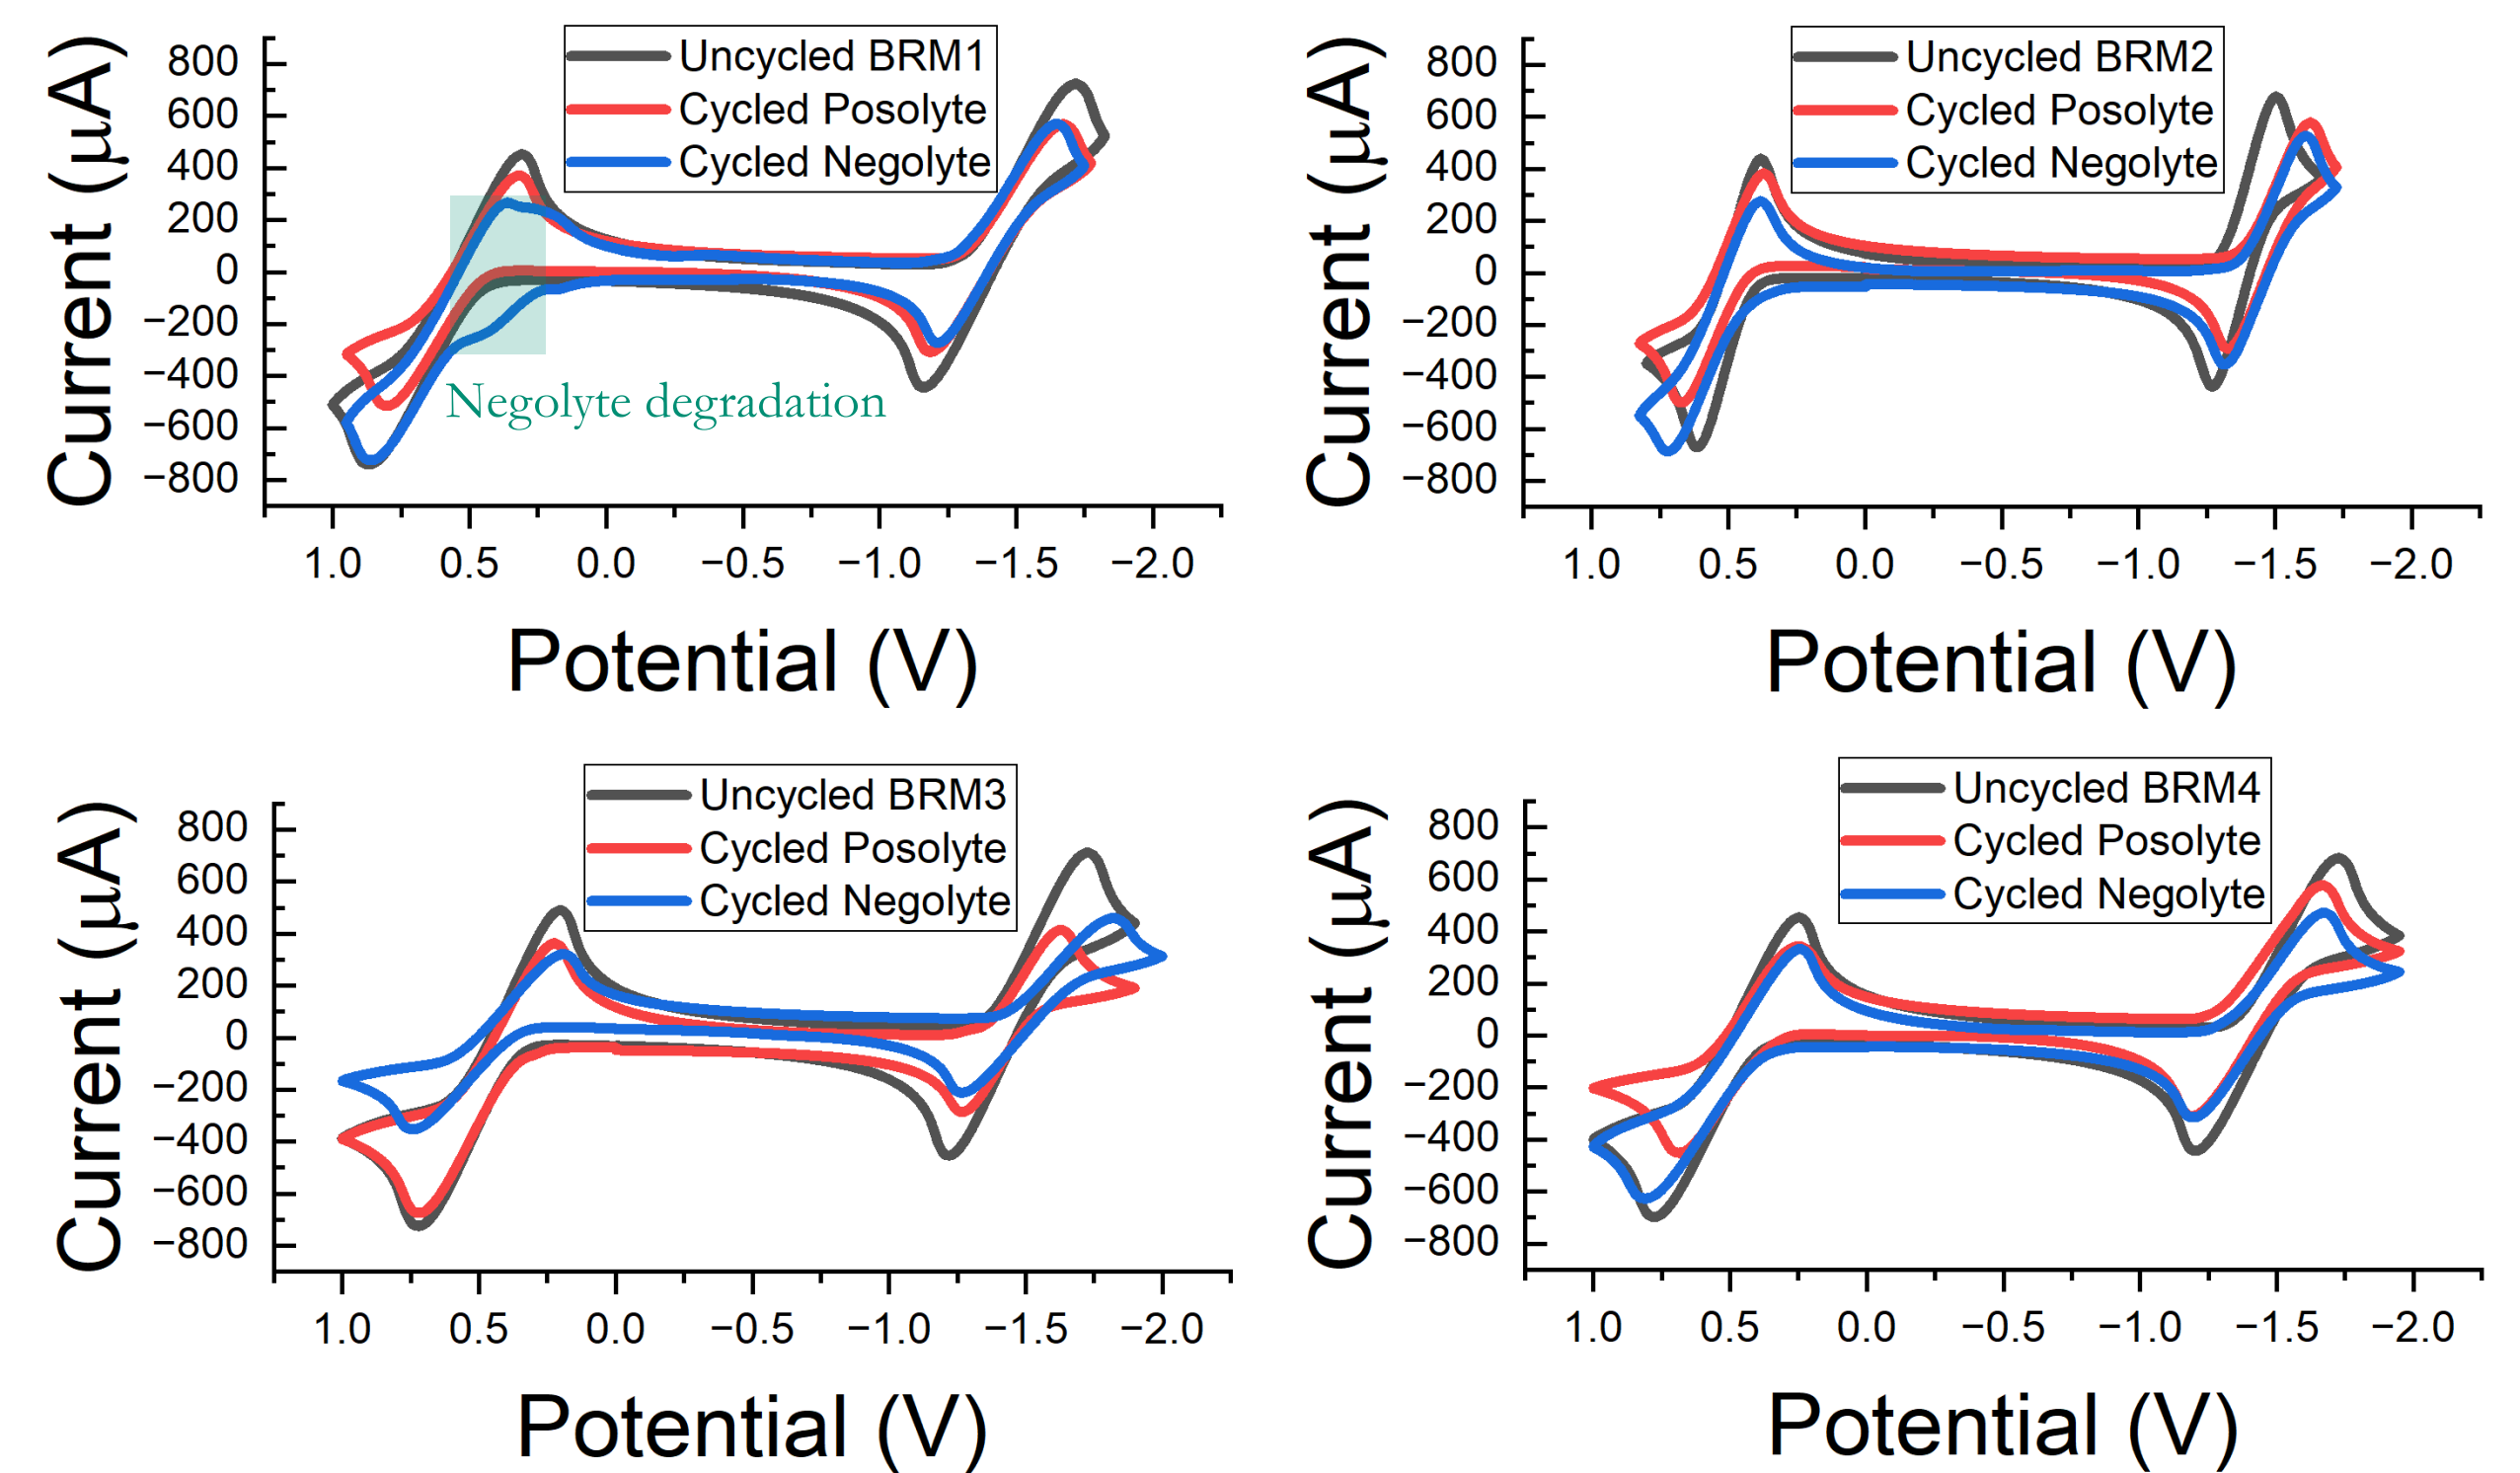 Uncycled BRM1
Cycled Posolyte
Cycled Negolyte
Current (μA)
800
600
400
200
0
−200
−400
−600
−800
Negolyte degradation
1.0 0.5 0.0 −0.5 −1.0 −1.5 −2.0
Potential (V)
Uncycled BRM2
Cycled Posolyte
Cycled Negolyte
Current (μA)
800
600
400
200
0
−200
−400
−600
−800
1.0 0.5 0.0 −0.5 −1.0 −1.5 −2.0
Potential (V)
Uncycled BRM3
Cycled Posolyte
Cycled Negolyte
Current (μA)
800
600
400
200
0
−200
−400
−600
−800
1.0 0.5 0.0 −0.5 −1.0 −1.5 −2.0
Potential (V)
Uncycled BRM4
Cycled Posolyte
Cycled Negolyte
Current (μA)
800
600
400
200
0
−200
−400
−600
−800
1.0 0.5 0.0 −0.5 −1.0 −1.5 −2.0
Potential (V)